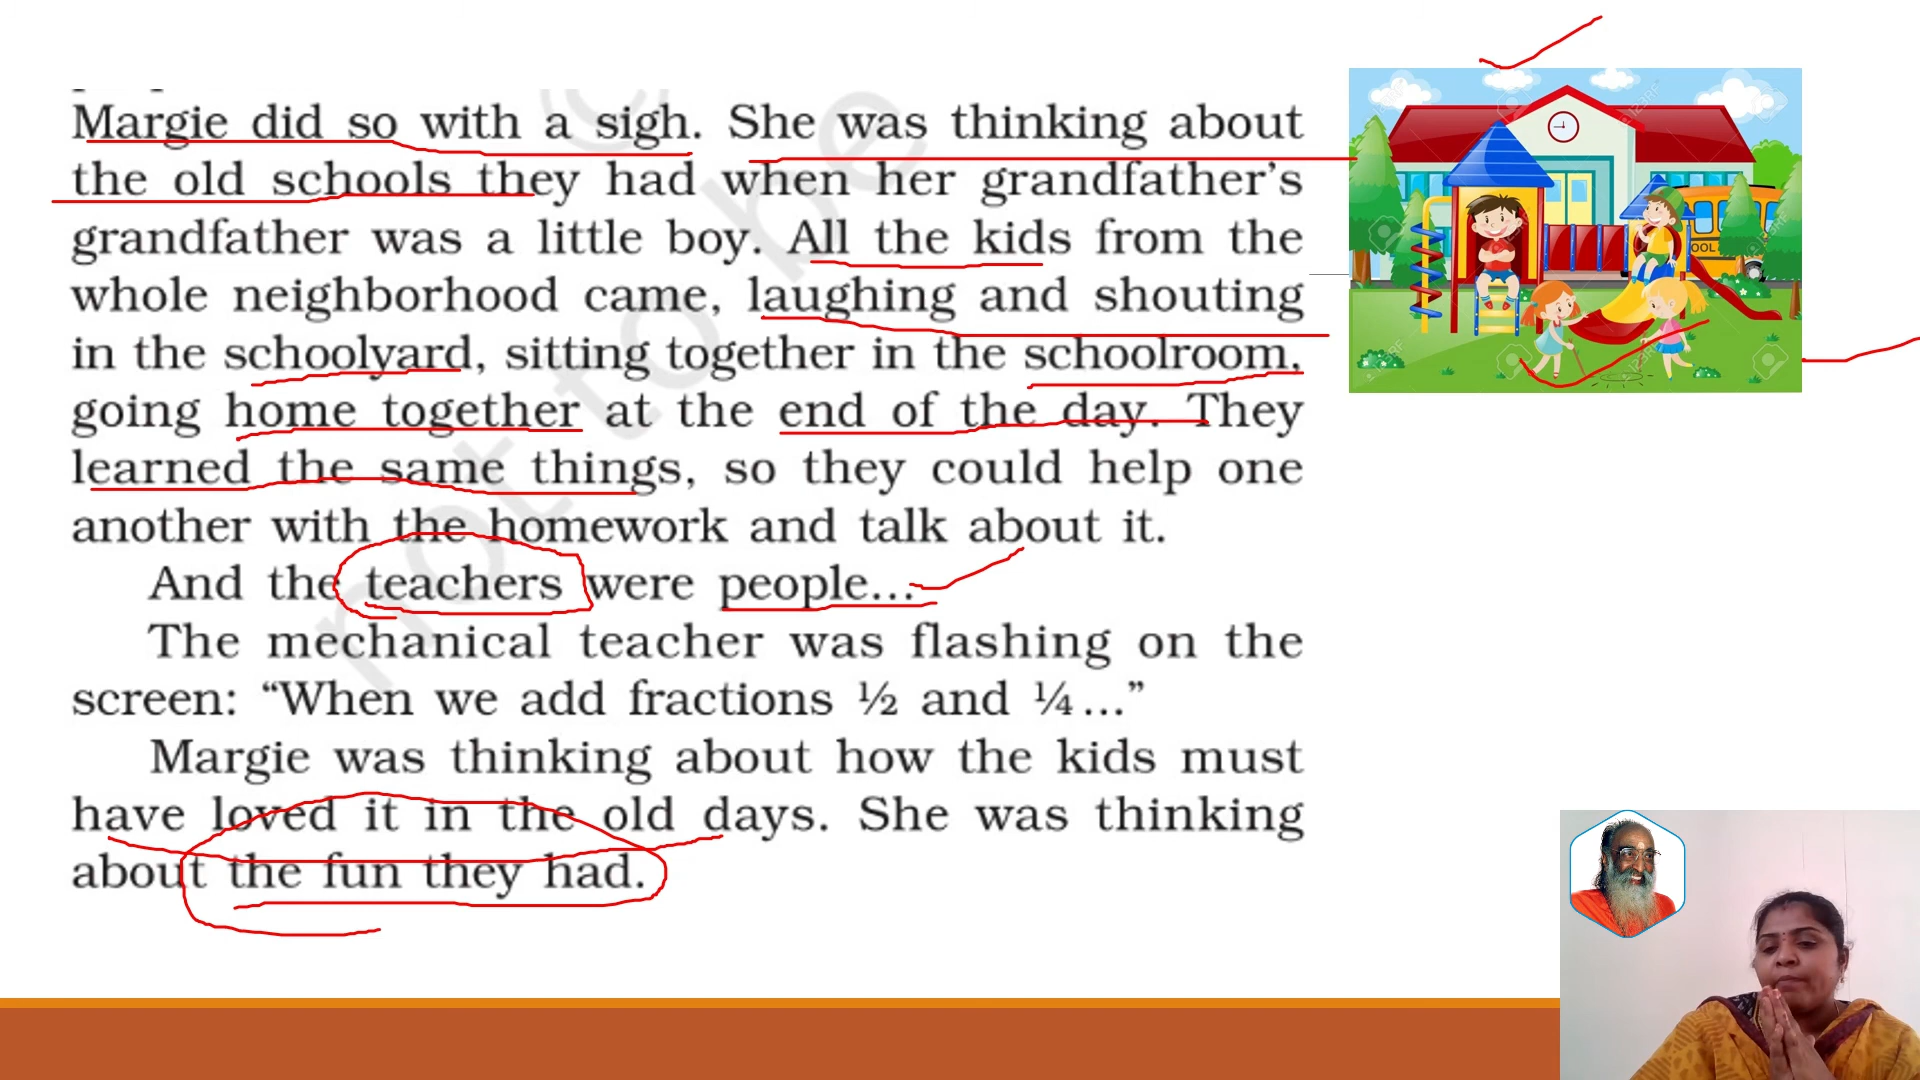 Margie did so with a sigh. She was thinking about
the old schools they had when her grandfather’s
grandfather was a little boy. All the kids from the
whole neighborhood came, laughing and shouting
in the schoolyard, sitting together in the schoolroom,
going home together at the end of the day. They
learned the same things, so they could help one
another with the homework and talk about it.
And the teachers were people…
The mechanical teacher was flashing on the
screen: “When we add fractions ½ and ¼…”
Margie was thinking about how the kids must
have loved it in the old days. She was thinking
about the fun they had.
not to be